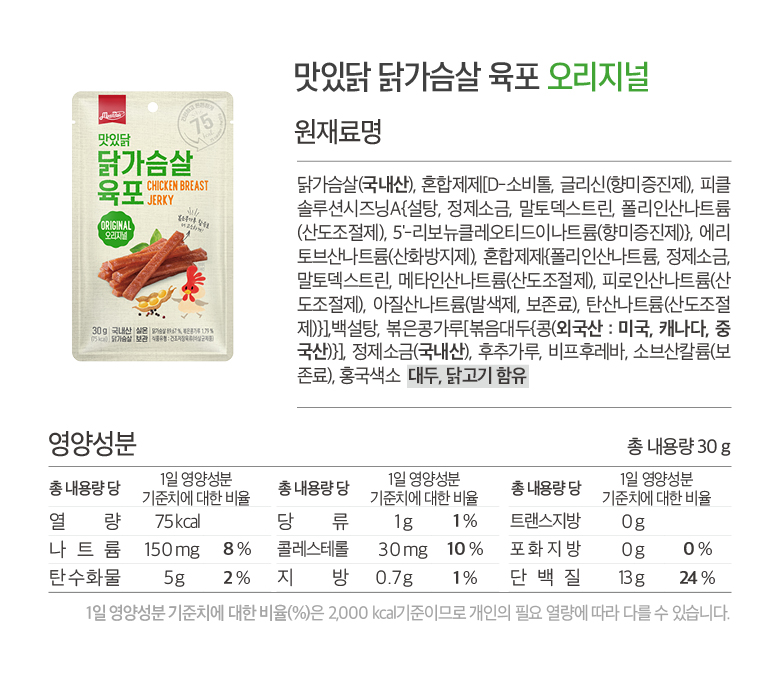 맛있닭 닭가슴살 육포 오리지널
원재료명
맛있닭
닭가슴살
육포 CHICKEN BREAST
JERKY
ORIGINAL
오리지널
75
30g 국내산 실온
(75 kcal) 닭가슴살 보관
닭가슴살(국내산), 혼합제제[D-소비톨, 글리신(향미증진제), 피클
솔루션시즈닝A{설탕, 정제소금, 말토덱스트린, 폴리인산나트륨
(산도조절제), 5'-리보뉴클레오티드이나트륨(향미증진제)}, 에리
토브산나트륨(산화방지제), 혼합제제{폴리인산나트륨, 정제소금,
말토덱스트린, 메타인산나트륨(산도조절제), 피로인산나트륨(산
도조절제), 아질산나트륨(발색제, 보존료), 탄산나트륨(산도조절
제)}],백설탕, 볶은콩가루[볶음대두{콩(외국산 : 미국, 캐나다, 중
국산)}], 정제소금(국내산), 후추가루, 비프후레바, 소브산칼륨(보
존료), 홍국색소 대두, 닭고기 함유
영양성분 총 내용량 30 g
총 내용량 당 1일 영양성분 기준치에 대한 비율 총 내용량 당 1일 영양성분 기준치에 대한 비율 총 내용량 당 1일 영양성분 기준치에 대한 비율
열 량 75 kcal 당 류 1 g 1 % 트랜스지방 0 g
나 트 륨 150 mg 8 % 콜레스테롤 30 mg 10 % 포 화 지 방 0 g 0 %
탄수화물 5 g 2 % 지 방 0.7 g 1 % 단 백 질 13 g 24 %
1일 영양성분 기준치에 대한 비율(%)은 2,000 kcal기준이므로 개인의 필요 열량에 따라 다를 수 있습니다.